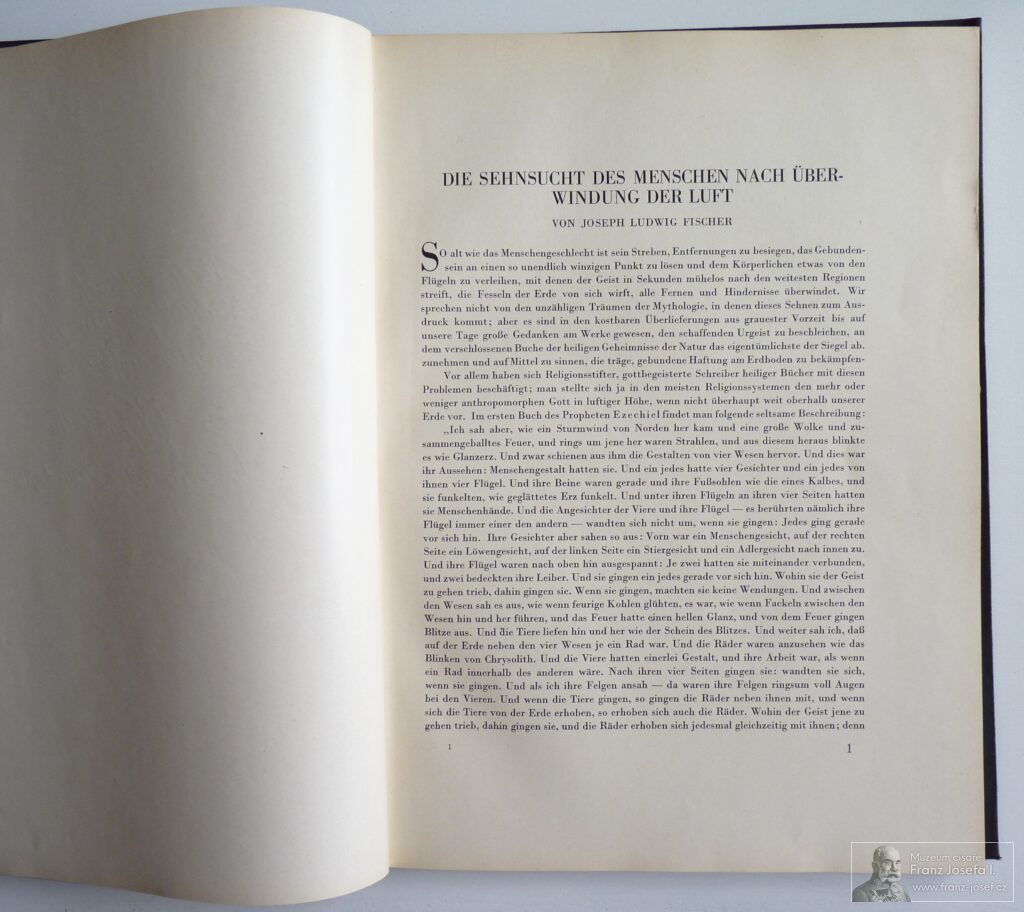 DIE SEHNSUCHT DES MENSCHEN NACH ÜBER-
WINDUNG DER LUFT
VON JOSEPH LUDWIG FISCHER
SO alt wie das Menschengeschlecht ist sein Streben, Entfernungen zu besiegen, das Gebunden-
sein an einen so unendlich winzigen Punkt zu lösen und dem Körperlichen etwas von den
Flügeln zu verleihen, mit denen der Geist in Sekunden mühelos nach den weitesten Regionen
streift, die Fesseln der Erde von sich wirft, alle Fernen und Hindernisse überwindet. Wir
sprechen nicht von den unzähligen Träumen der Mythologie, in denen dieses Sehnen zum Aus-
druck kommt; aber es sind in den kostbaren Überlieferungen aus grauester Vorzeit bis auf
unsere Tage große Gedanken am Werke gewesen, den schaffenden Urgeist zu beschleichen, an
dem verschlossenen Buche der heiligen Geheimnisse der Natur das eigentümlichste der Siegel ab.
zunehmen und auf Mittel zu sinnen, die träge, gebundene Haftung am Erdboden zu bekämpfen-
Vor allem haben sich Religionsstifter, gottbegeisterte Schreiber heiliger Bücher mit diesen
Problemen beschäftigt; man stellte sich ja in den meisten Religionssystemen den mehr oder
weniger anthropomorphen Gott in luftiger Höhe, wenn nicht überhaupt weit oberhalb unserer
Erde vor. Im ersten Buch des Propheten Ezechiel findet man folgende seltsame Beschreibung:
„Ich sah aber, wie ein Sturmwind von Norden her kam und eine große Wolke und zu-
sammengeballtes Feuer, und rings um jene her waren Strahlen, und aus diesem heraus blinkte
es wie Glanzerz. Und zwar schienen aus ihm die Gestalten von vier Wesen hervor. Und dies war
ihr Aussehen: Menschengestalt hatten sie. Und ein jedes hatte vier Gesichter und ein jedes von
ihnen vier Flügel. Und ihre Beine waren gerade und ihre Fußsohlen wie die eines Kalbes, und
sie funkelten, wie geglättetes Erz funkelt. Und unter ihren Flügeln an ihren vier Seiten hatten
sie Menschenhände. Und die Angesichter der Viere und ihre Flügel — es berührten nämlich ihre
Flügel immer einer den andern — wandten sich nicht um, wenn sie gingen: Jedes ging gerade
vor sich hin. Ihre Gesichter aber sahen so aus: Vorn war ein Menschengesicht, auf der rechten
Seite ein Löwengesicht, auf der linken Seite ein Stiergesicht und ein Adlergesicht nach innen zu.
Und ihre Flügel waren nach oben hin ausgespannt: Je zwei hatten sie miteinander verbunden,
und zwei bedeckten ihre Leiber. Und sie gingen ein jedes gerade vor sich hin. Wohin sie der Geist
zu gehen trieb, dahin gingen sie. Wenn sie gingen, machten sie keine Wendungen. Und zwischen
den Wesen sah es aus, wie wenn feurige Kohlen glühten, es war, wie wenn Fackeln zwischen den
Wesen hin und her führen, und das Feuer hatte einen hellen Glanz, und von dem Feuer gingen
Blitze aus. Und die Tiere liefen hin und her wie der Schein des Blitzes. Und weiter sah ich, daß
auf der Erde neben den vier Wesen je ein Rad war. Und die Räder waren anzusehen wie das
Blinken von Chrysolith. Und die Viere hatten einerlei Gestalt, und ihre Arbeit war, als wenn
ein Rad innerhalb des anderen wäre. Nach ihren vier Seiten gingen sie: wandten sie sich,
wenn sie gingen. Und als ich ihre Felgen ansah — da waren ihre Felgen ringsum voll Augen
bei den Vieren. Und wenn die Tiere gingen, so gingen die Räder neben ihnen mit, und wenn
sich die Tiere von der Erde erhoben, so erhoben sich auch die Räder. Wohin der Geist jene zu
gehen trieb, dahin gingen sie, und die Räder erhoben sich jedesmal gleichzeitig mit ihnen; denn
1 1
Muzeum císaře
Franz Josefa I.
www.franz-josef.cz